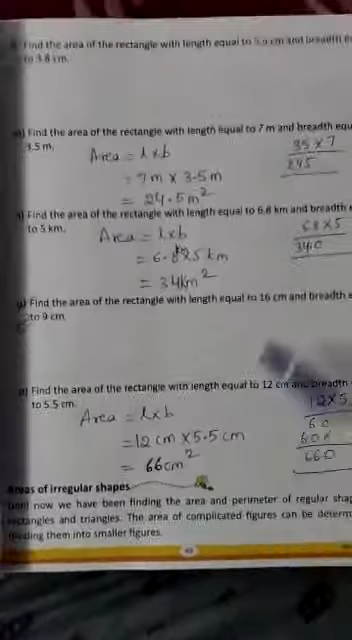 Find the area of the rectangle with length equal to 5.9 cm and breadth
to 3.8 cm.
Find the area of the rectangle with length equal to 7 m and breadth equ
3.5 m.
Area = l x b
= 7m x 3.5 m
= 24.5 m²
35 x 7
245
Find the area of the rectangle with length equal to 6.8 km and breadth
to 5 km.
Area = l x b
= 34 km²
68 x 5
340
Find the area of the rectangle with length equal to 16 cm and breadth
to 9 cm.
Find the area of the rectangle with length equal to 12 cm and breadth
to 5.5 cm.
Area = l x b
= 12 cm x 5.5 cm
= 66 cm²
12 x 5
60
60x
660
Areas of irregular shapes
Until now we have been finding the area and perimeter of regular shap
rectangles and triangles. The area of complicated figures can be determ
dividing them into smaller figures.